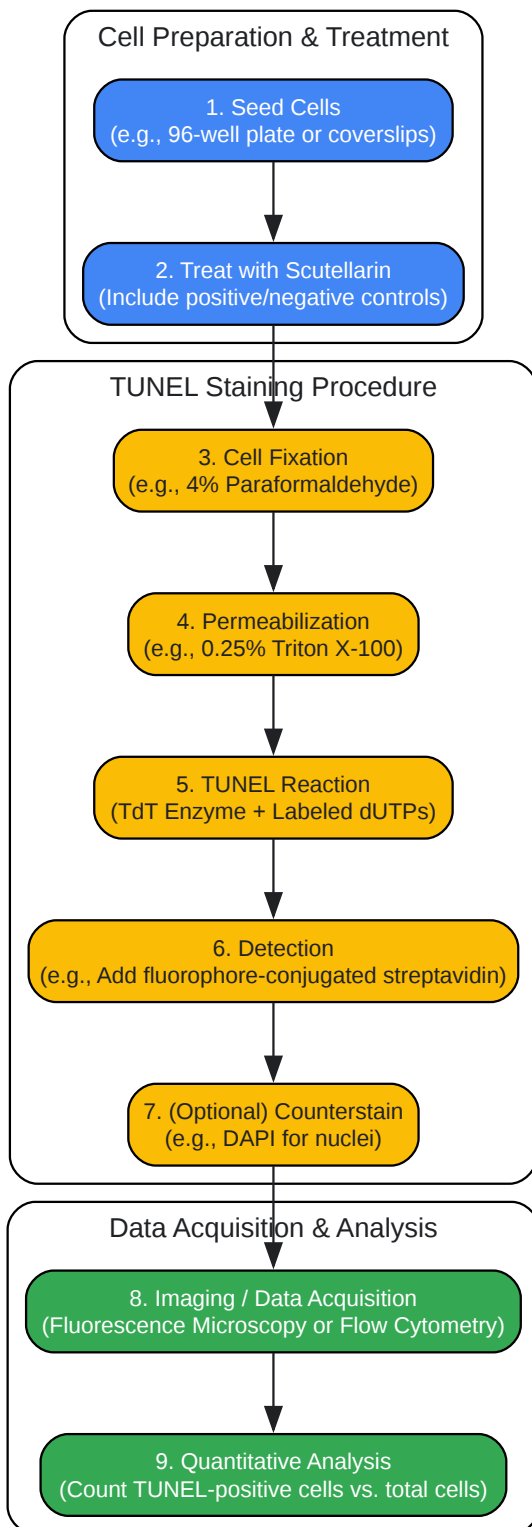 Cell Preparation & Treatment
1. Seed Cells
(e.g., 96-well plate or coverslips)
2. Treat with Scutellarin
(Include positive/negative controls)
TUNEL Staining Procedure
3. Cell Fixation
(e.g., 4% Paraformaldehyde)
4. Permeabilization
(e.g., 0.25% Triton X-100)
5. TUNEL Reaction
(TdT Enzyme + Labeled dUTPs)
6. Detection
(e.g., Add fluorophore-conjugated streptavidin)
7. (Optional) Counterstain
(e.g., DAPI for nuclei)
Data Acquisition & Analysis
8. Imaging / Data Acquisition
(Fluorescence Microscopy or Flow Cytometry)
9. Quantitative Analysis
(Count TUNEL-positive cells vs. total cells)